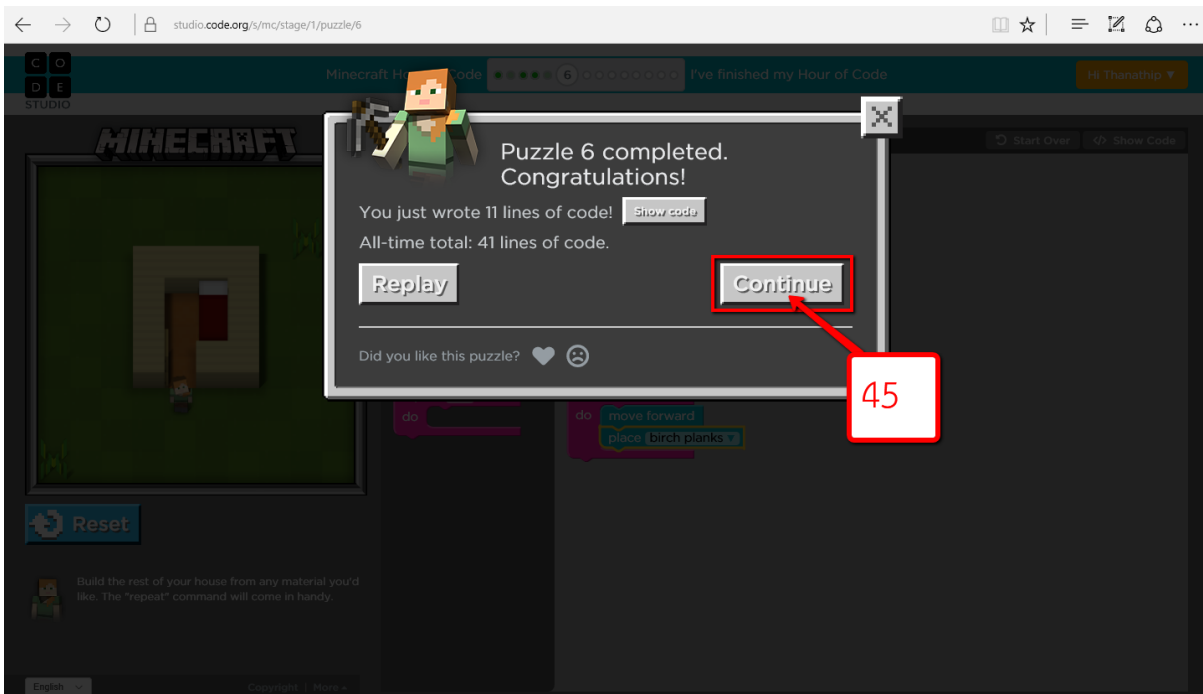 studio.code.org/s/mc/stage/1/puzzle/6
CODE
STUDIO
Minecraft Hour of Code 6 I've finished my Hour of Code
Hi Thanathip
MINECRAFT
Start Over </> Show Code
Puzzle 6 completed.
Congratulations!
You just wrote 11 lines of code! Show code
All-time total: 41 lines of code.
Replay Continue
Did you like this puzzle?
45
do
do move forward
place birch planks
Reset
Build the rest of your house from any material you'd
like. The "repeat" command will come in handy.
English
Copyright | More